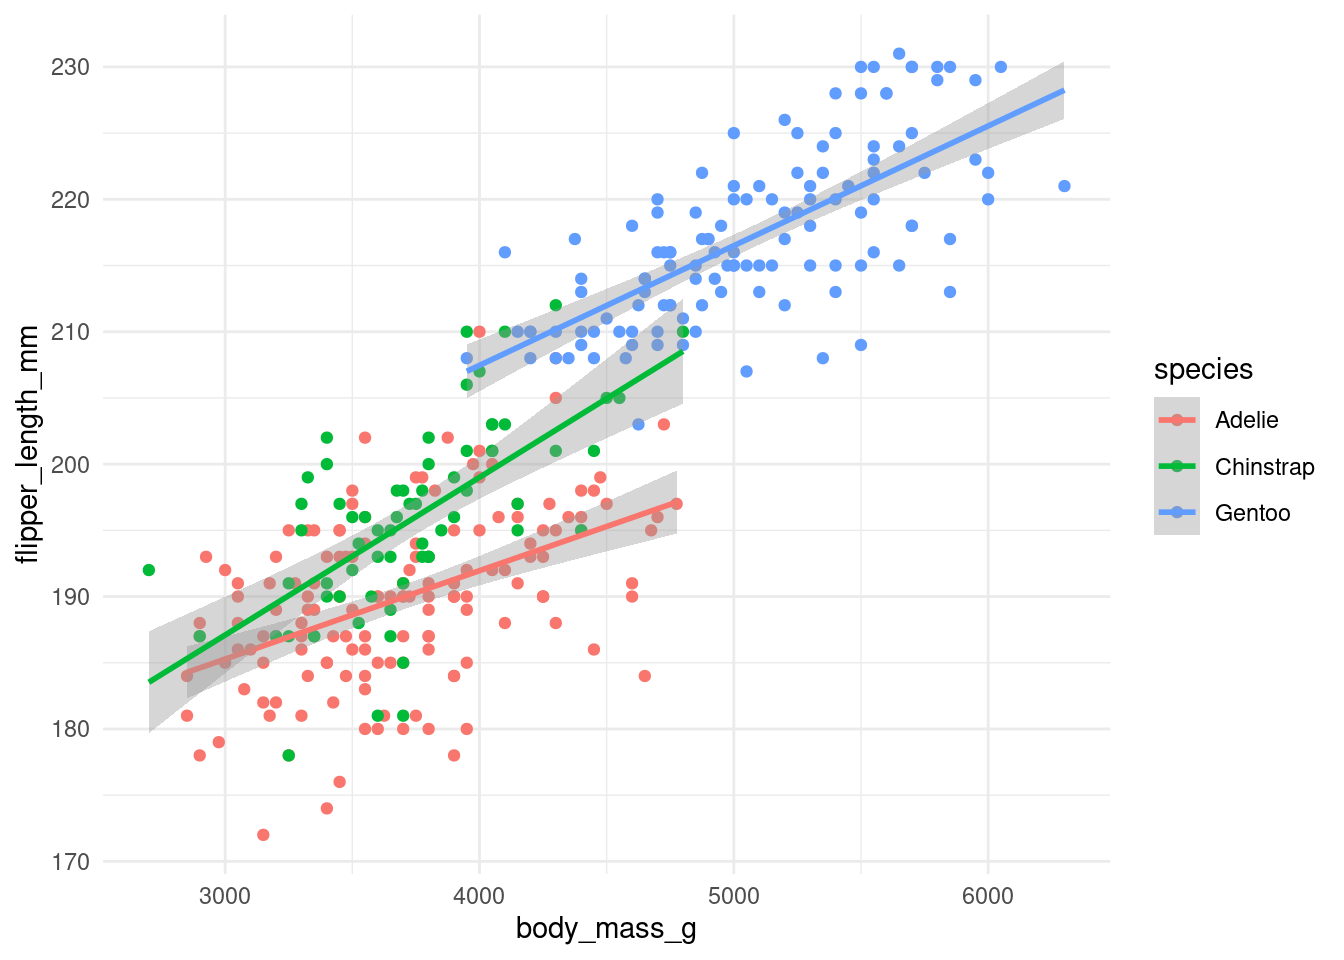 230
220
210
200
190
180
170
flipper_length_mm
3000 4000 5000 6000
body_mass_g
species
Adelie
Chinstrap
Gentoo